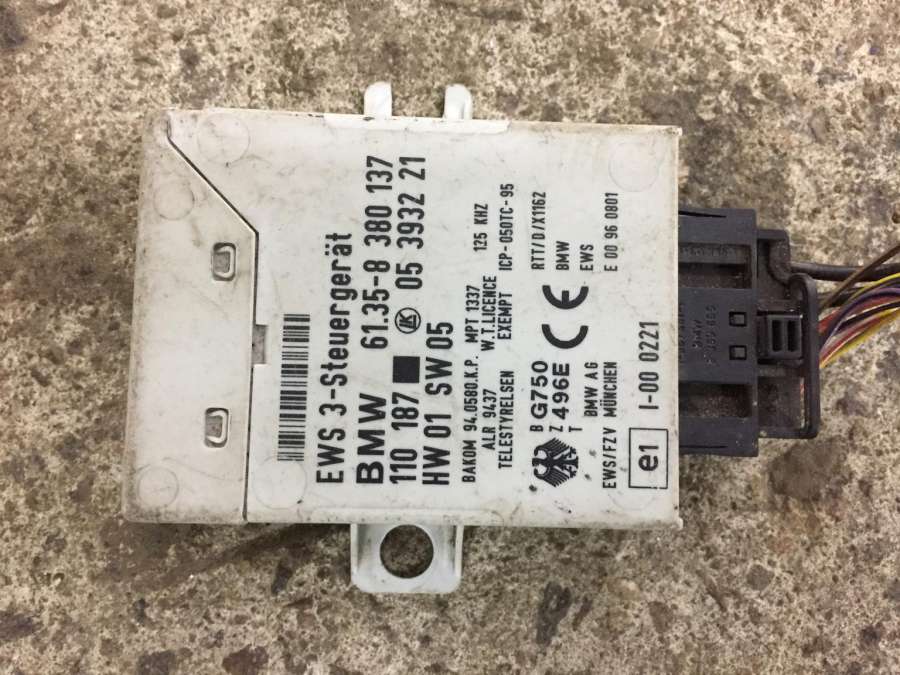 EWS 3-Steuergerät
BMW 61.35-8 380 137
110 187 05 3932 21
HW 01 SW 05
BAKOM 94.0580.K.P. MPT 1337 125 KHZ
ALR 9437 W.T.LICENCE
TELESTYRELSEN EXEMPT ICP-050TC-95
B G750 RTT/D/X1162
Z 496E CE BMW
T BMW AG EWS
EWS/FZV MÜNCHEN E 00 96 0801
e1 I-00 0221
BMW